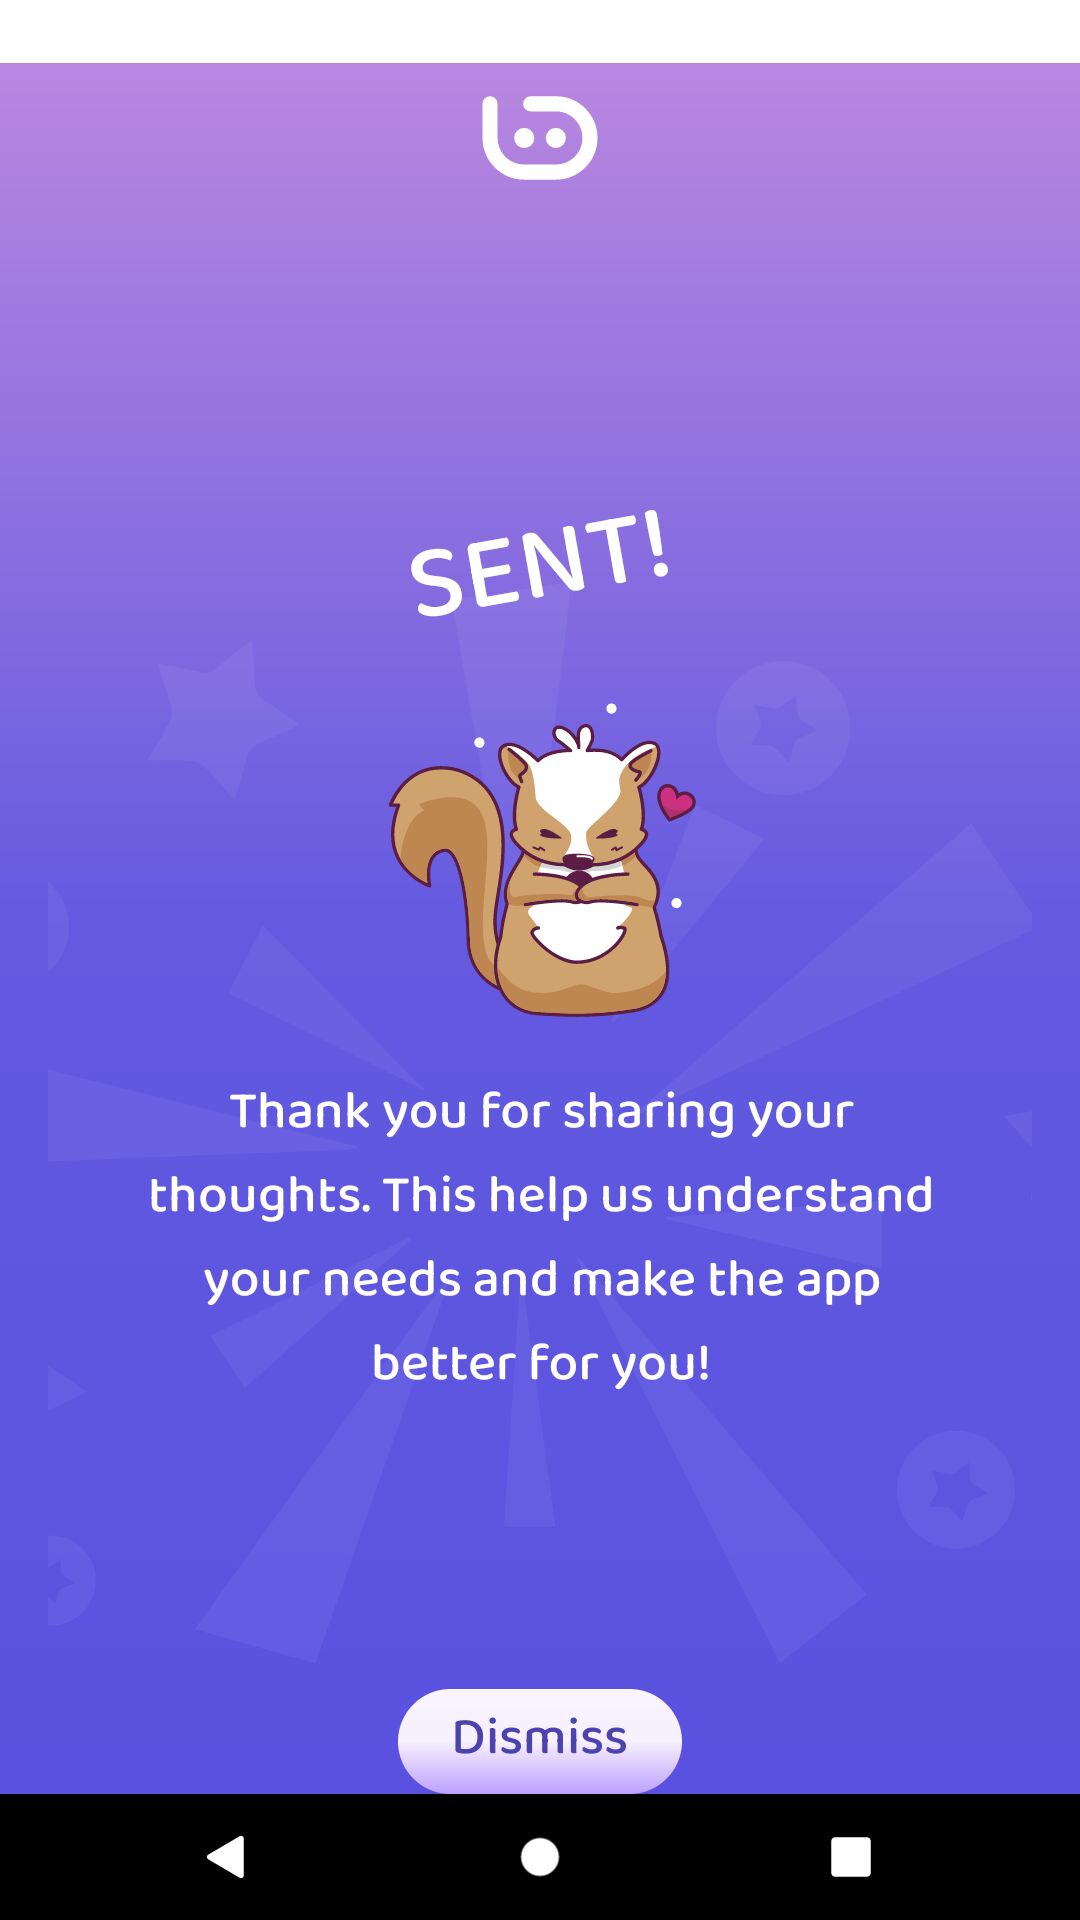 SENT!
Thank you for sharing your
thoughts. This help us understand
your needs and make the app
better for you!
Dismiss